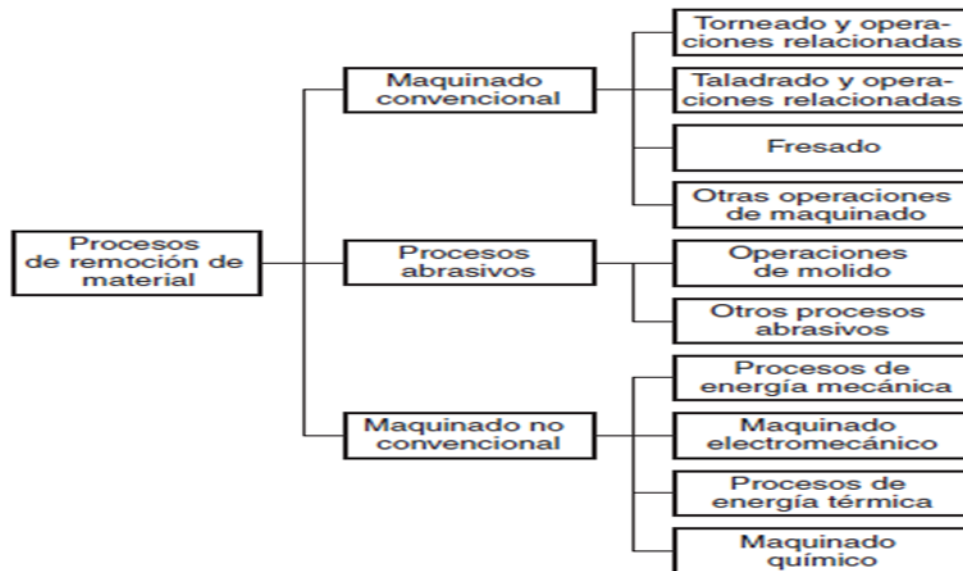 Torneado y opera-
ciones relacionadas
Maquinado
convencional
Taladrado y opera-
ciones relacionadas
Fresado
Otras operaciones
de maquinado
Procesos
de remoción de
material
Procesos
abrasivos
Operaciones
de molido
Otros procesos
abrasivos
Procesos de
energía mecánica
Maquinado no
convencional
Maquinado
electromecánico
Procesos de
energía térmica
Maquinado
químico